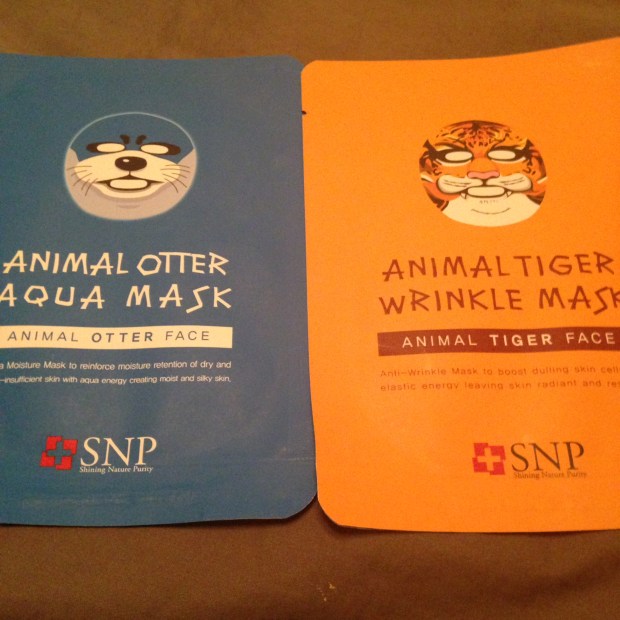 ANIMAL OTTER
AQUA MASK
ANIMAL OTTER FACE
a Moisture Mask to reinforce moisture retention of dry and
-insufficient skin with aqua energy creating moist and silky skin.
SNP
Shining Nature Purity
ANIMAL TIGER
WRINKLE MASK
ANIMAL TIGER FACE
Anti-Wrinkle Mask to boost dulling skin cell
elastic energy leaving skin radiant and re
SNP
Shining Nature Purity